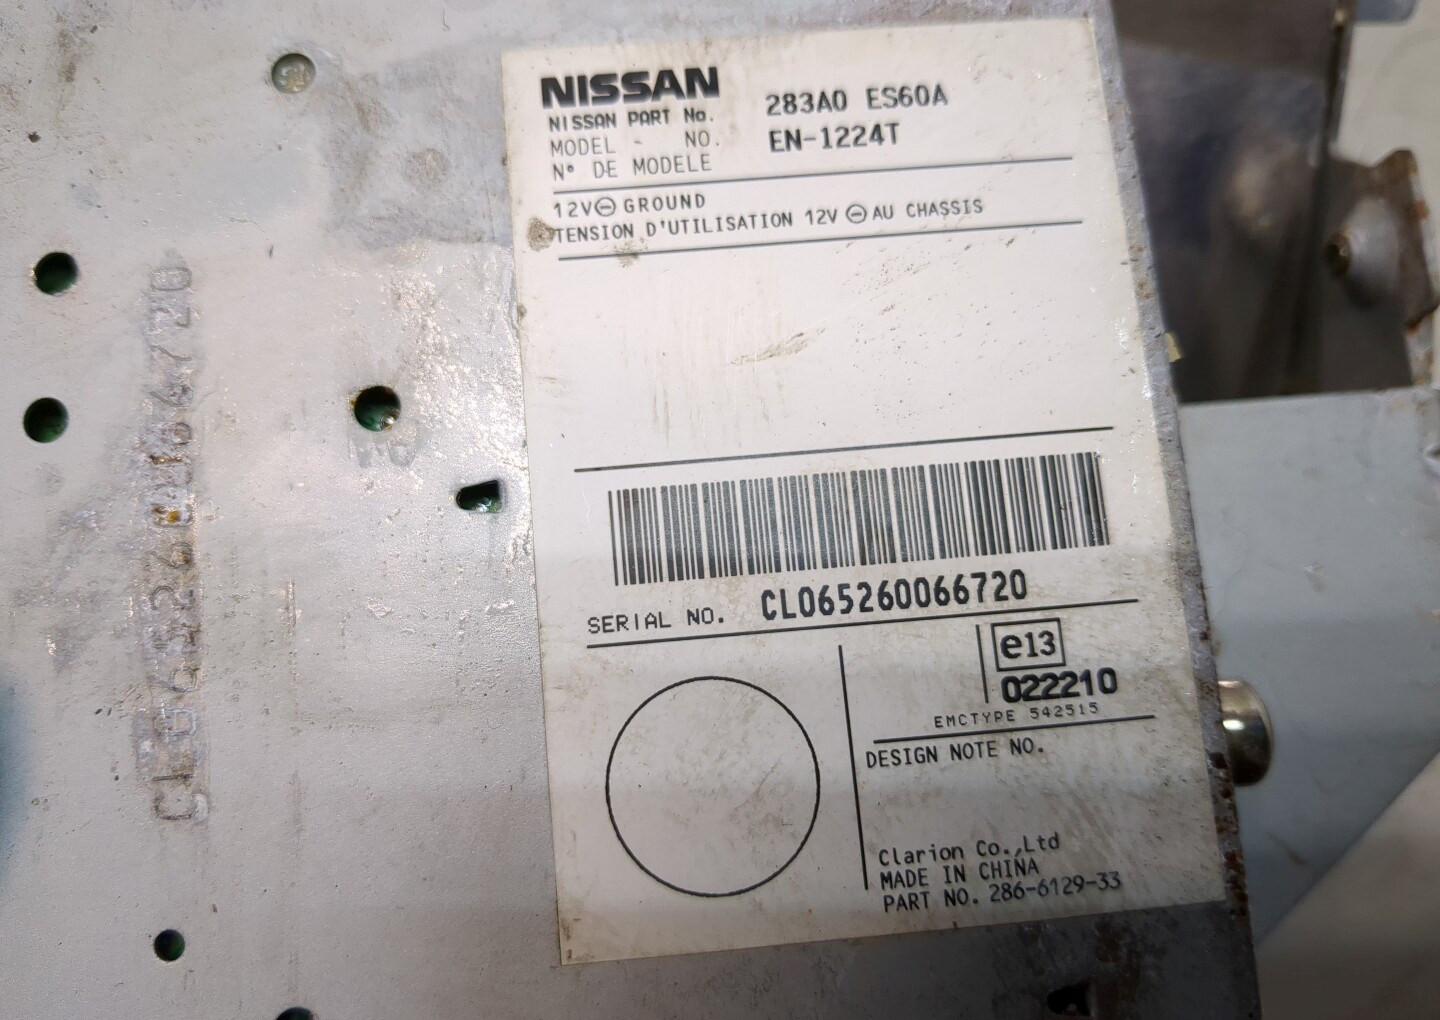 NISSAN
NISSAN PART No. 283A0 ES60A
MODEL - NO. EN-1224T
N° DE MODELE
12V⊖ GROUND
TENSION D'UTILISATION 12V ⊖ AU CHASSIS
SERIAL NO. CL065260066720
e13
022210
EMCTYPE 542515
DESIGN NOTE NO.
Clarion Co.,Ltd
MADE IN CHINA
PART NO. 286-6129-33